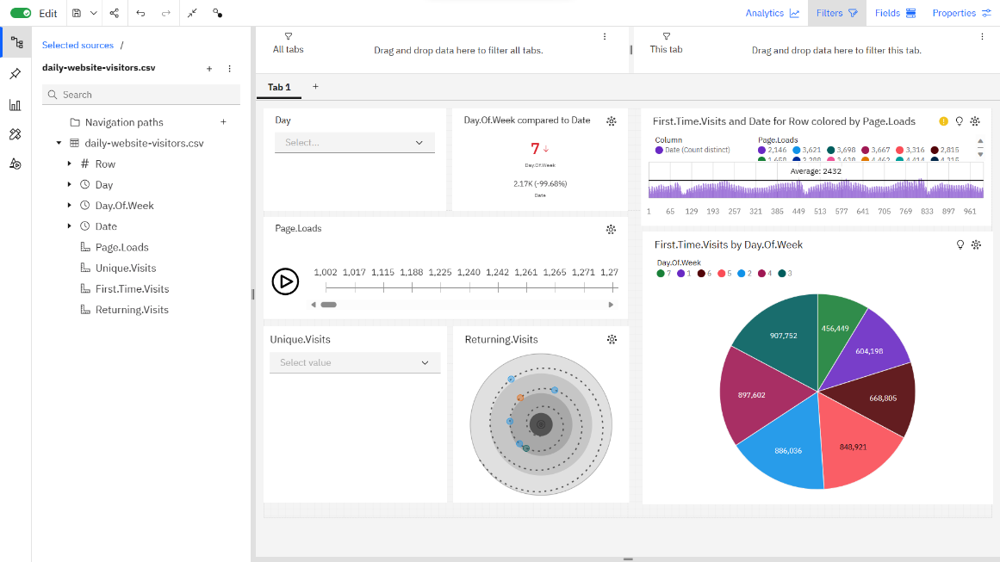 Edit
Analytics
Filters
Fields
Properties
Selected sources /
daily-website-visitors.csv
Search
Navigation paths
daily-website-visitors.csv
# Row
Day
Day.Of.Week
Date
Page.Loads
Unique.Visits
First.Time.Visits
Returning.Visits
All tabs
Drag and drop data here to filter all tabs.
This tab
Drag and drop data here to filter this tab.
Tab 1
Day
Select...
Day.Of.Week compared to Date
7
Day.Of.Week
2.17K (-99.68%)
Date
First.Time.Visits and Date for Row colored by Page.Loads
Column
Date (Count distinct)
Page.Loads
2,146 3,621 3,698 3,667 3,316 2,815
Average: 2432
1 65 129 193 257 321 385 449 513 577 641 705 769 833 897 961
Page.Loads
1,002 1,017 1,115 1,188 1,225 1,240 1,242 1,261 1,265 1,271 1,27
Unique.Visits
Select value
Returning.Visits
First.Time.Visits by Day.Of.Week
Day.Of.Week
7 1 6 5 2 4 3
456,449
907,752
604,198
897,602
668,805
848,921
886,036